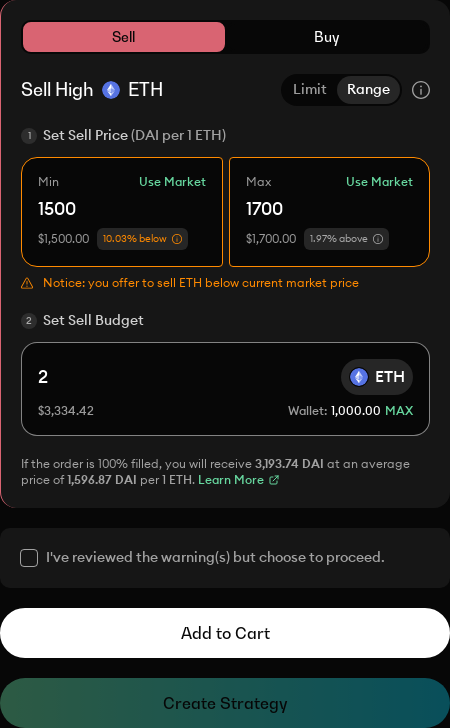 Sell Buy
Sell High ETH Limit Range
1 Set Sell Price (DAI per 1 ETH)
Min Use Market Max Use Market
1500 1700
$1,500.00 10.03% below $1,700.00 1.97% above
Notice: you offer to sell ETH below current market price
2 Set Sell Budget
2 ETH
$3,334.42 Wallet: 1,000.00 MAX
If the order is 100% filled, you will receive 3,193.74 DAI at an average
price of 1,596.87 DAI per 1 ETH. Learn More
I've reviewed the warning(s) but choose to proceed.
Add to Cart
Create Strategy